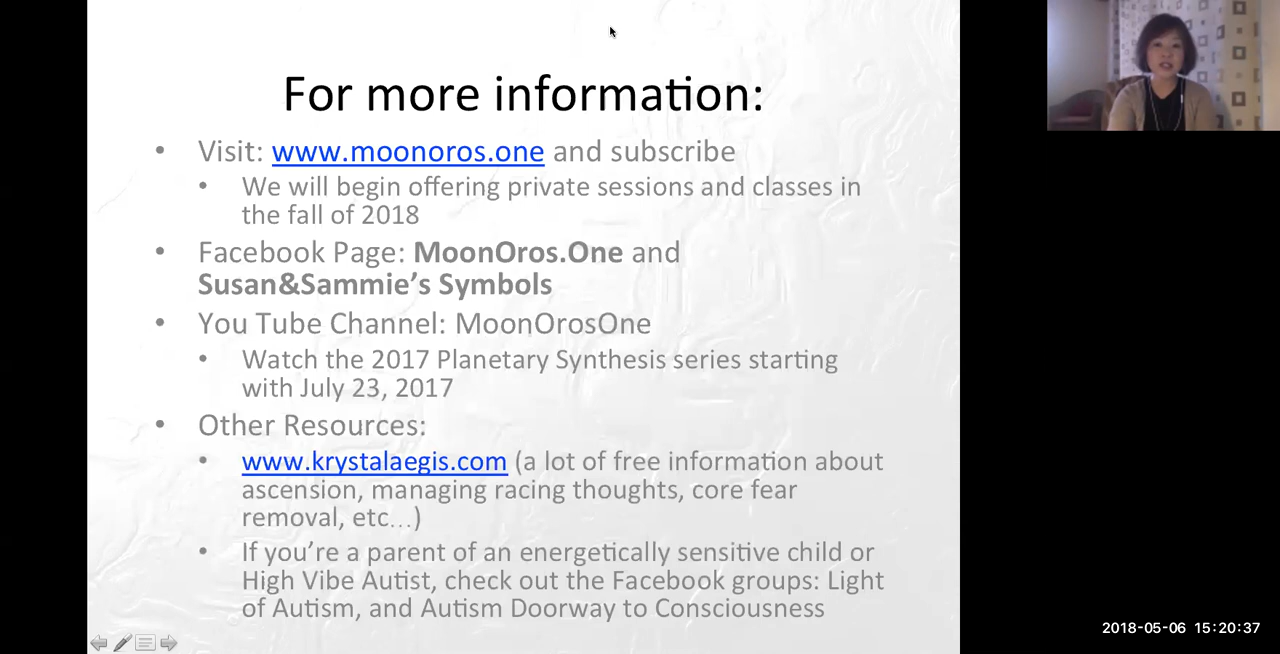 For more information:
• Visit: www.moonoros.one and subscribe
• We will begin offering private sessions and classes in
the fall of 2018
• Facebook Page: MoonOros.One and
Susan&Sammie's Symbols
• You Tube Channel: MoonOrosOne
• Watch the 2017 Planetary Synthesis series starting
with July 23, 2017
• Other Resources:
• www.krystalaegis.com (a lot of free information about
ascension, managing racing thoughts, core fear
removal, etc…)
• If you're a parent of an energetically sensitive child or
High Vibe Autist, check out the Facebook groups: Light
of Autism, and Autism Doorway to Consciousness
2018-05-06 15:20:37